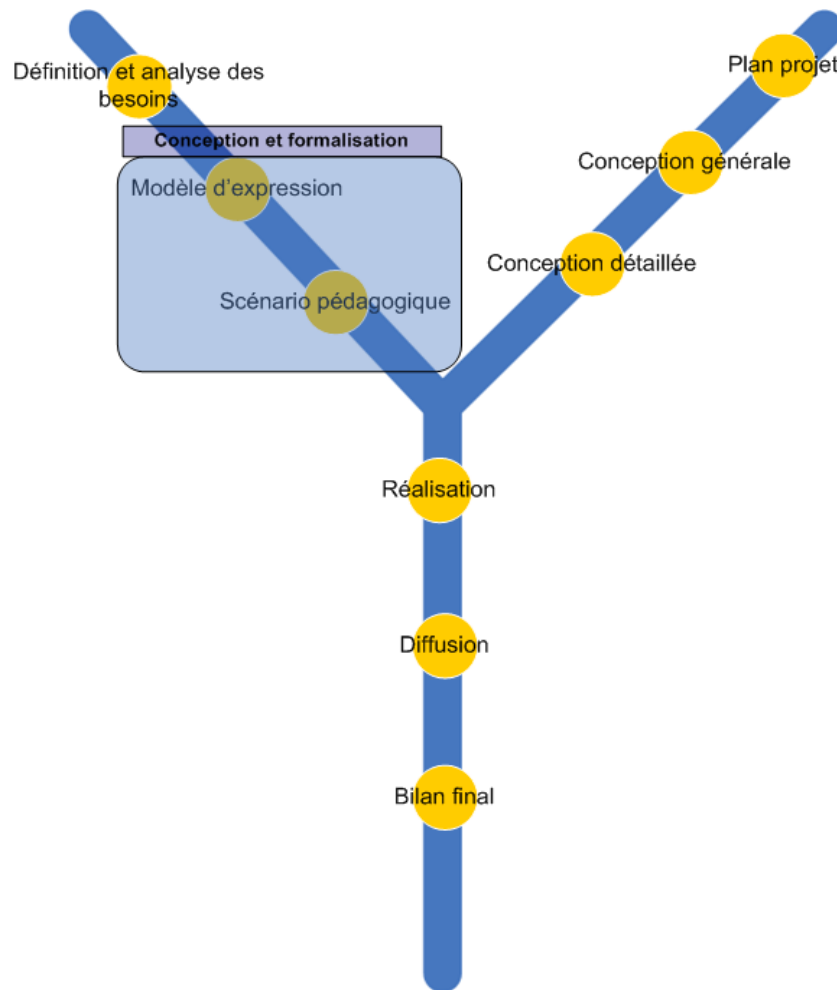 Définition et analyse des
besoins
Conception et formalisation
Modèle d'expression
Scénario pédagogique
Plan projet
Conception générale
Conception détaillée
Réalisation
Diffusion
Bilan final